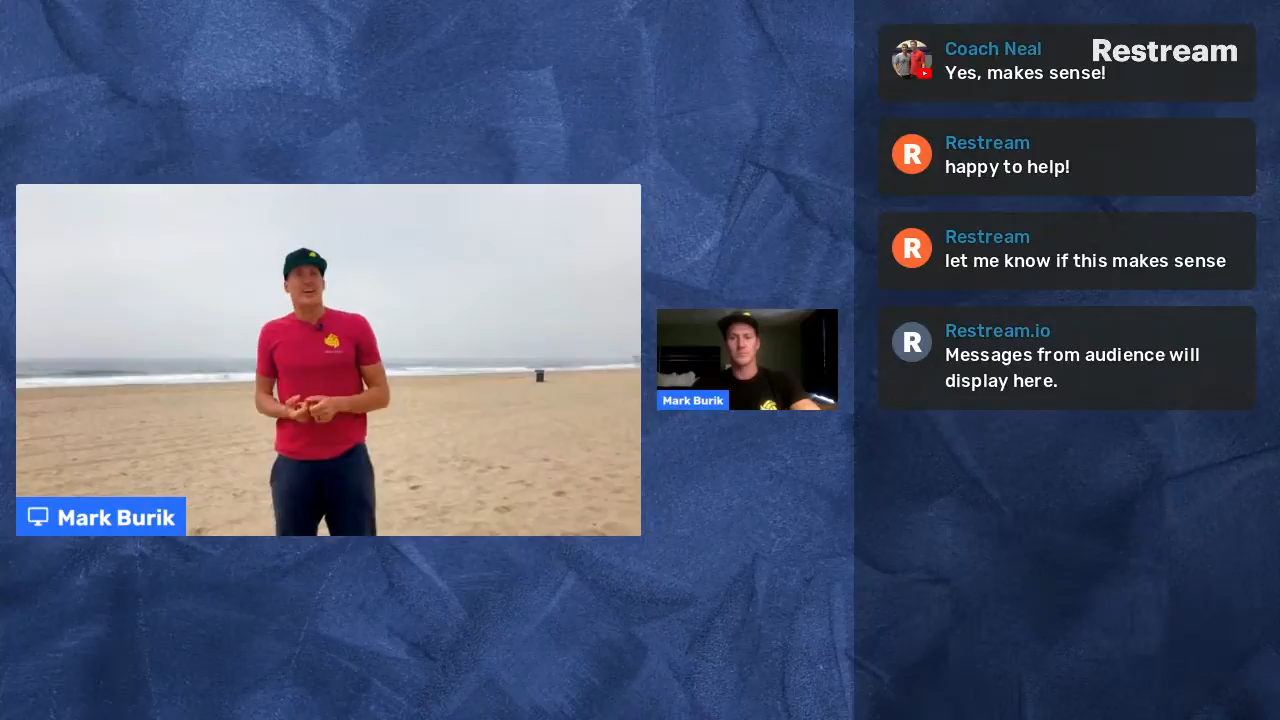 Mark Burik
Mark Burik
Restream
Coach Neal
Yes, makes sense!
Restream
happy to help!
Restream
let me know if this makes sense
Restream.io
Messages from audience will
display here.